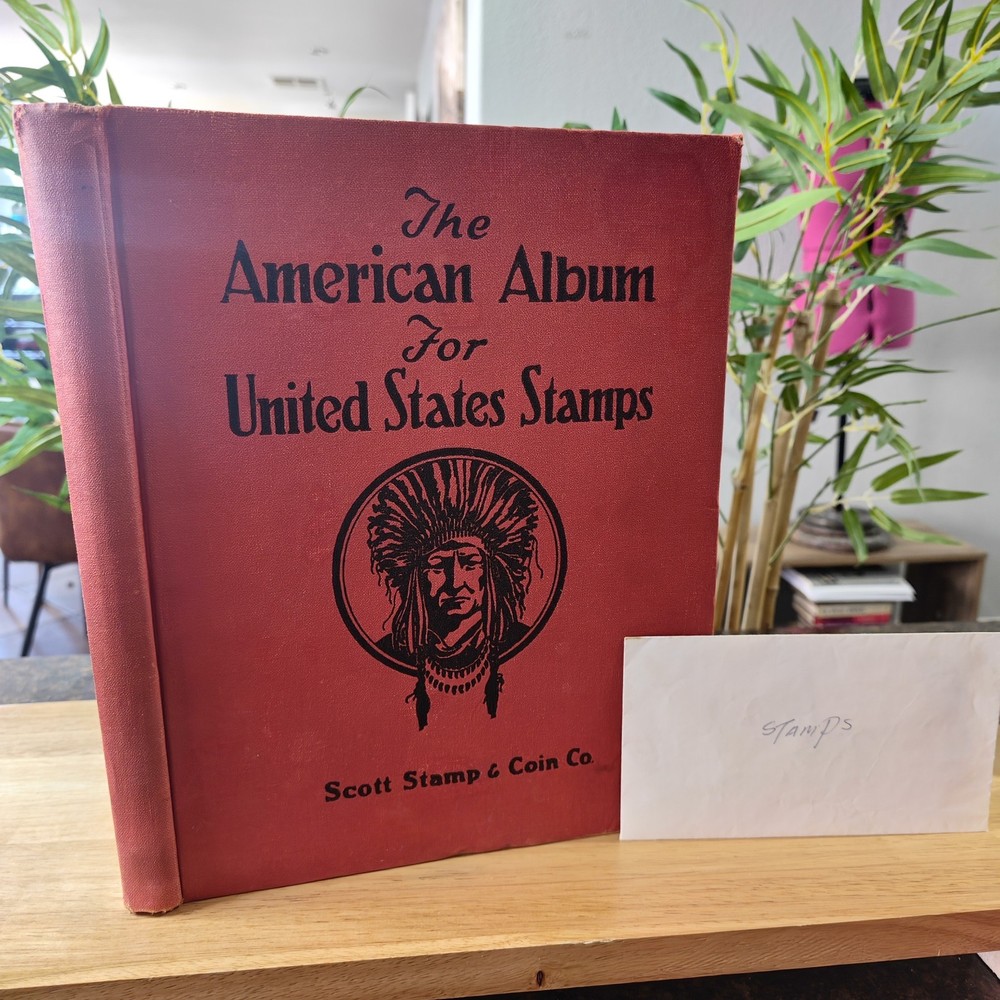 The
American Album
For
United States Stamps
Scott Stamp & Coin Co.
Stamps